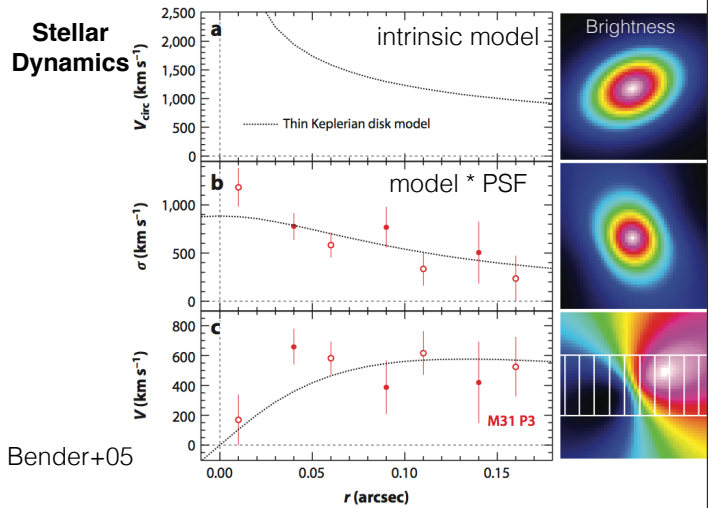 Stellar
Dynamics
a
intrinsic model
Brightness
2,500
2,000
1,500
1,000
500
0
V_circ (km s⁻¹)
Thin Keplerian disk model
b
model * PSF
1,000
500
0
σ (km s⁻¹)
c
800
600
400
200
0
V (km s⁻¹)
M31 P3
Bender+05
0.00 0.05 0.10 0.15
r (arcsec)